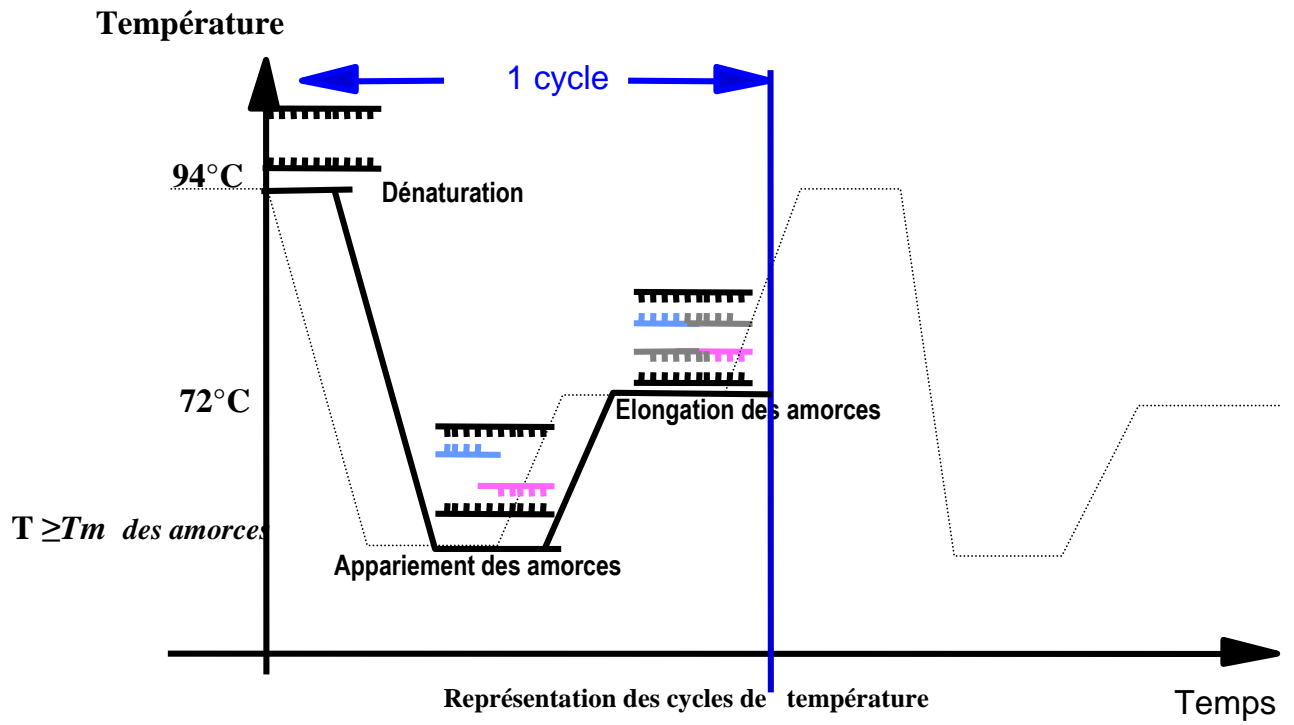 Température
1 cycle
94°C
Dénaturation
72°C
Elongation des amorces
T ≥Tm des amorces
Appariement des amorces
Représentation des cycles de température
Temps